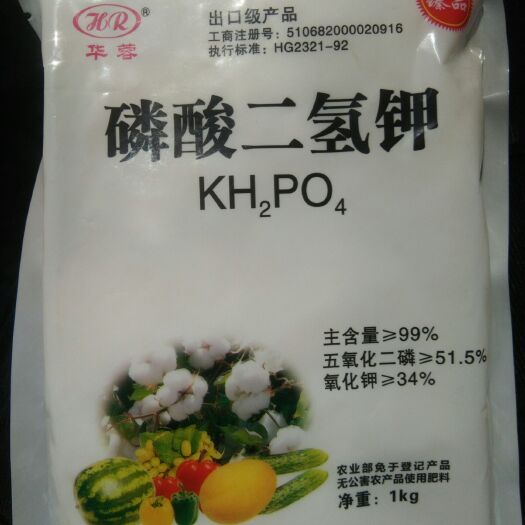 HR®
华蓉
出口级产品
工商注册号：510682000020916
执行标准：HG2321-92
磷酸二氢钾
KH₂PO₄
主含量≥99%
五氧化二磷≥51.5%
氧化钾≥34%
农业部免于登记产品
无公害农产品使用肥料
净重：1kg